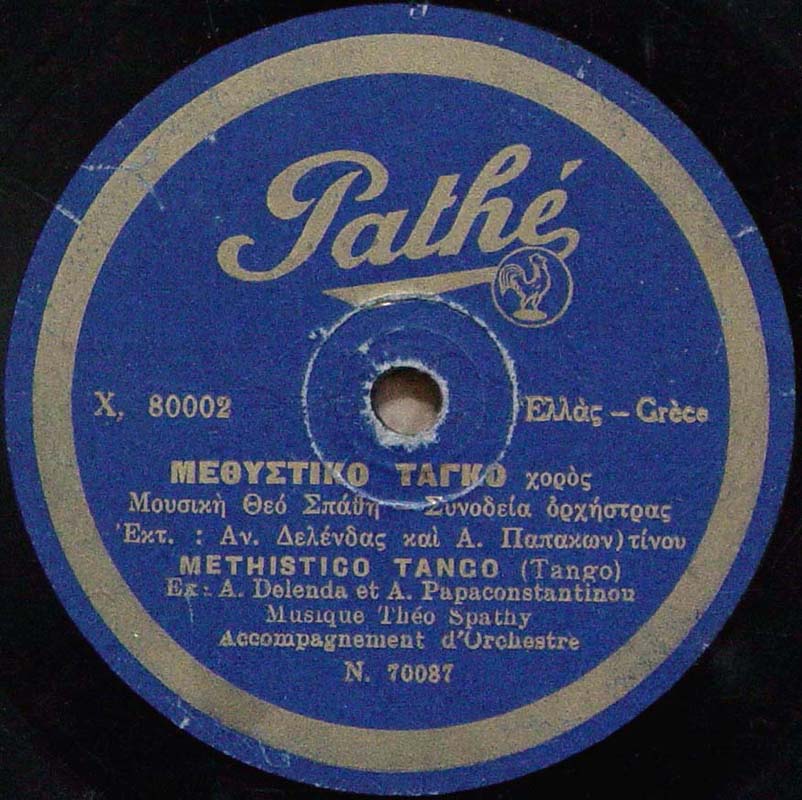 Pathé
X, 80002
Ἑλλὰς – Grèce
ΜΕΘΥΣΤΙΚΟ ΤΑΓΚΟ χορὸς
Μουσικὴ Θεό Σπάθη – Συνοδεία ὀρχήστρας
Ἐκτ. : Αν. Δελένδας καὶ Α. Παπακων)τίνου
METHISTICO TANGO (Tango)
Ex: A. Delenda et A. Papaconstantinou
Musique Théo Spathy
Accompagnement d'Orchestre
N. 70087